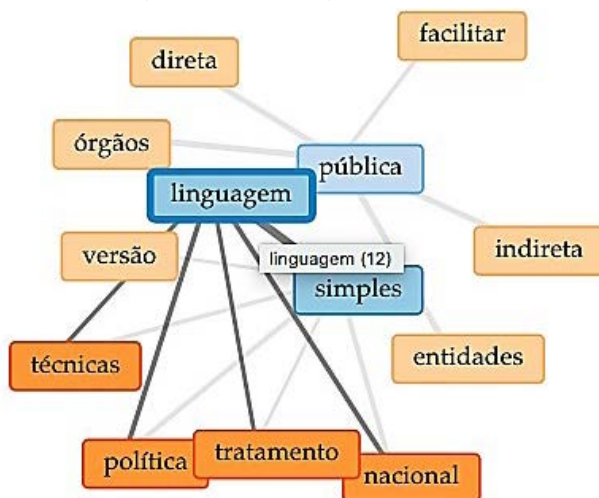 facilitar
direta
órgãos
pública
linguagem
versão
linguagem (12)
indireta
simples
técnicas
entidades
política
tratamento
nacional